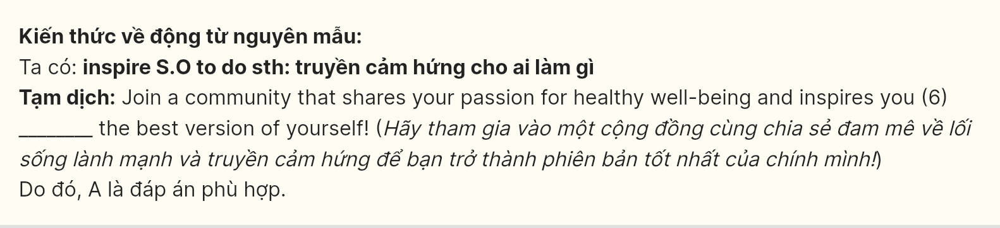 Kiến thức về động từ nguyên mẫu:
Ta có: inspire S.O to do sth: truyền cảm hứng cho ai làm gì
Tạm dịch: Join a community that shares your passion for healthy well-being and inspires you (6)
________ the best version of yourself! (Hãy tham gia vào một cộng đồng cùng chia sẻ đam mê về lối
sống lành mạnh và truyền cảm hứng để bạn trở thành phiên bản tốt nhất của chính mình!)
Do đó, A là đáp án phù hợp.